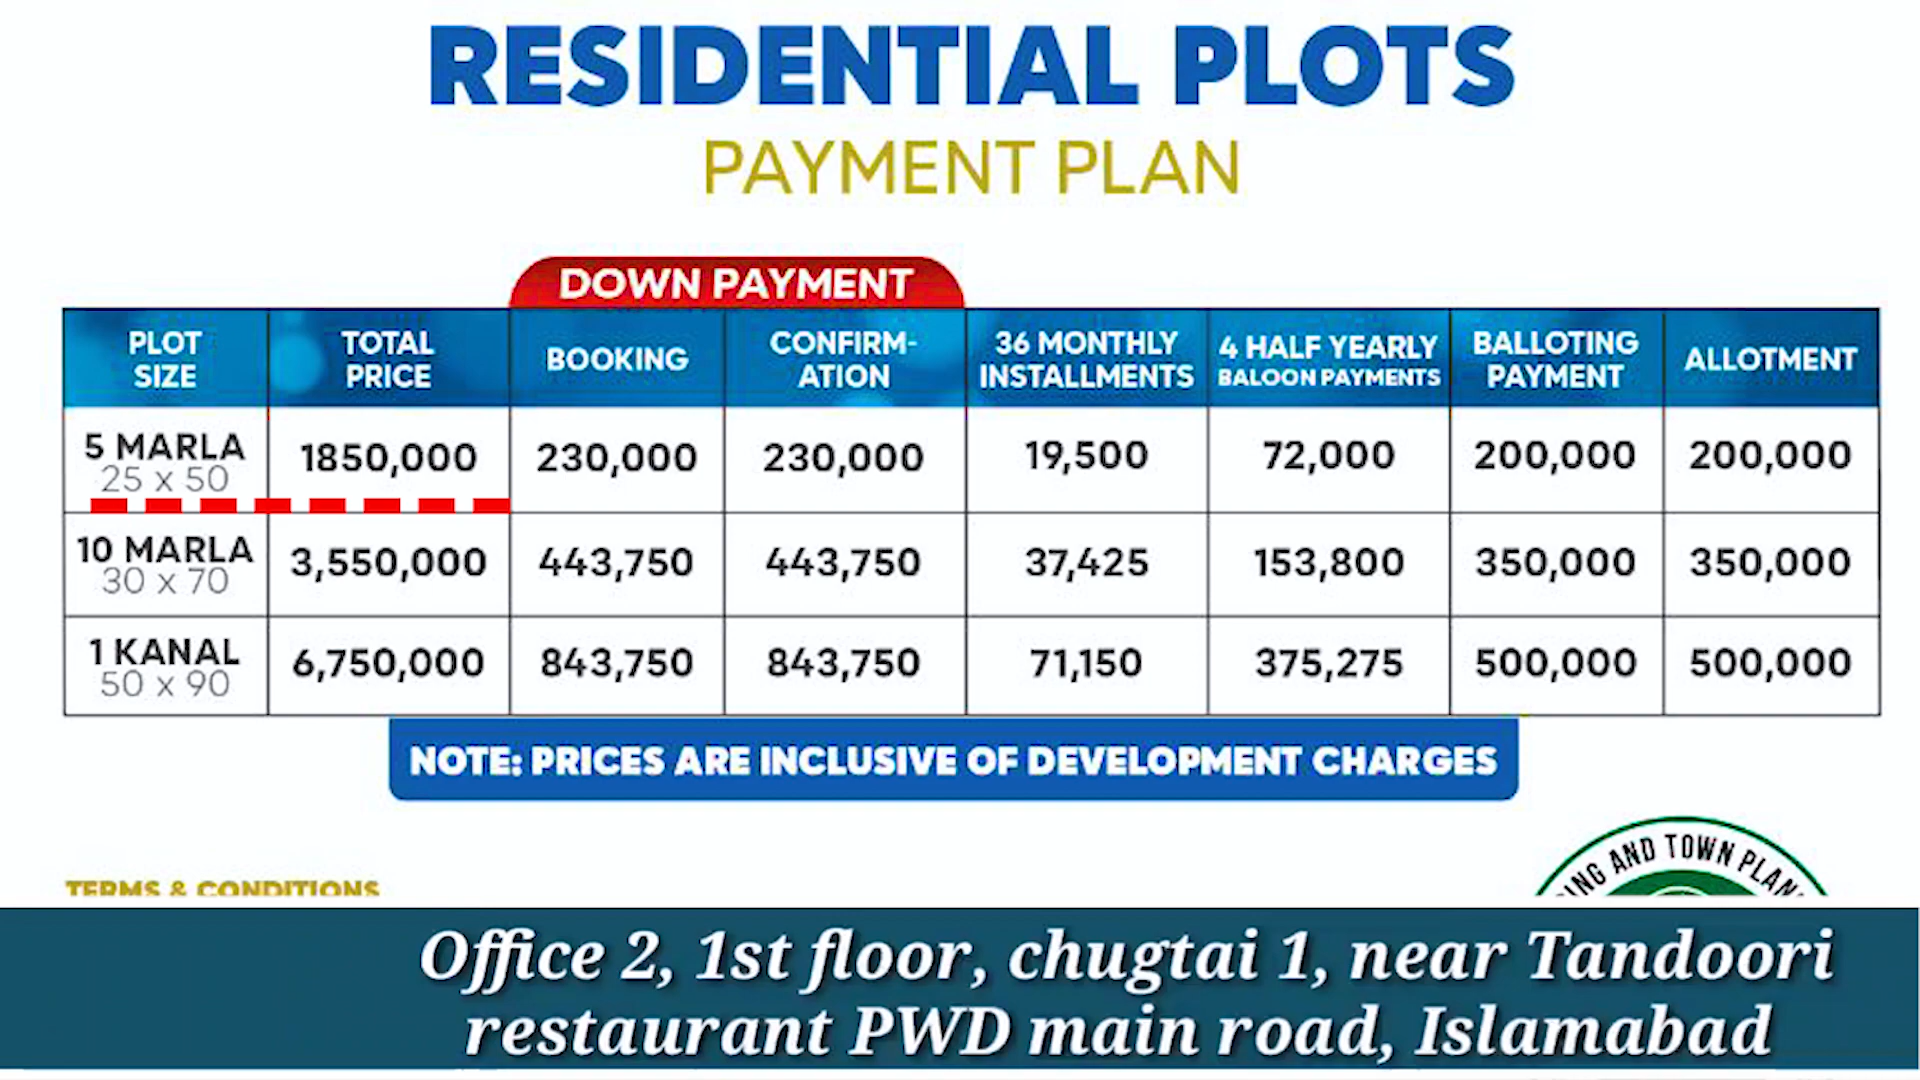 RESIDENTIAL PLOTS
PAYMENT PLAN
DOWN PAYMENT
PLOT SIZE TOTAL PRICE BOOKING CONFIRM-ATION 36 MONTHLY INSTALLMENTS 4 HALF YEARLY BALOON PAYMENTS BALLOTING PAYMENT ALLOTMENT
5 MARLA 25 x 50 1850,000 230,000 230,000 19,500 72,000 200,000 200,000
10 MARLA 30 x 70 3,550,000 443,750 443,750 37,425 153,800 350,000 350,000
1 KANAL 50 x 90 6,750,000 843,750 843,750 71,150 375,275 500,000 500,000
NOTE: PRICES ARE INCLUSIVE OF DEVELOPMENT CHARGES
TERMS & CONDITIONS
AND TOWN
Office 2, 1st floor, chugtai 1, near Tandoori
restaurant PWD main road, Islamabad